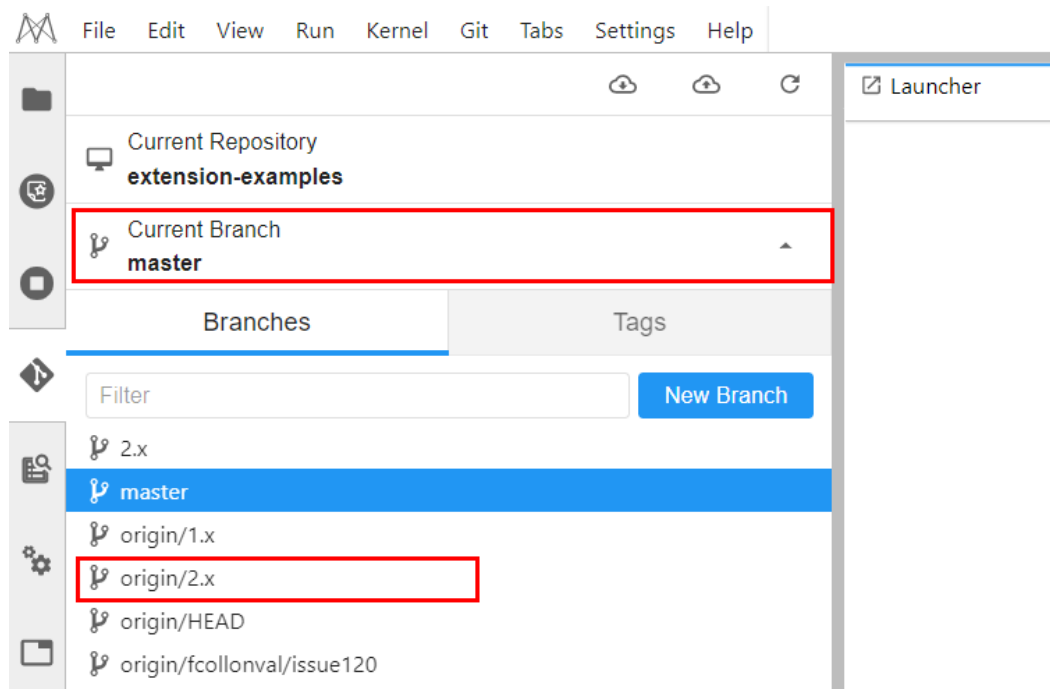 File Edit View Run Kernel Git Tabs Settings Help
Launcher
Current Repository
extension-examples
Current Branch
master
Branches Tags
Filter New Branch
2.x
master
origin/1.x
origin/2.x
origin/HEAD
origin/fcollonval/issue120